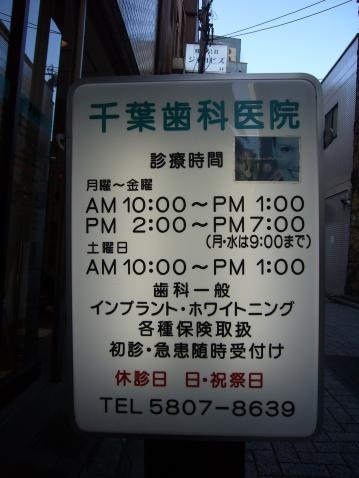 千葉歯科医院
診療時間
月曜～金曜
AM 10:00～PM 1:00
PM 2:00～PM 7:00
(月・水は9:00まで)
土曜日
AM 10:00～PM 1:00
歯科一般
インプラント・ホワイトニング
各種保険取扱
初診・急患随時受付け
休診日 日・祝祭日
TEL 5807-8639